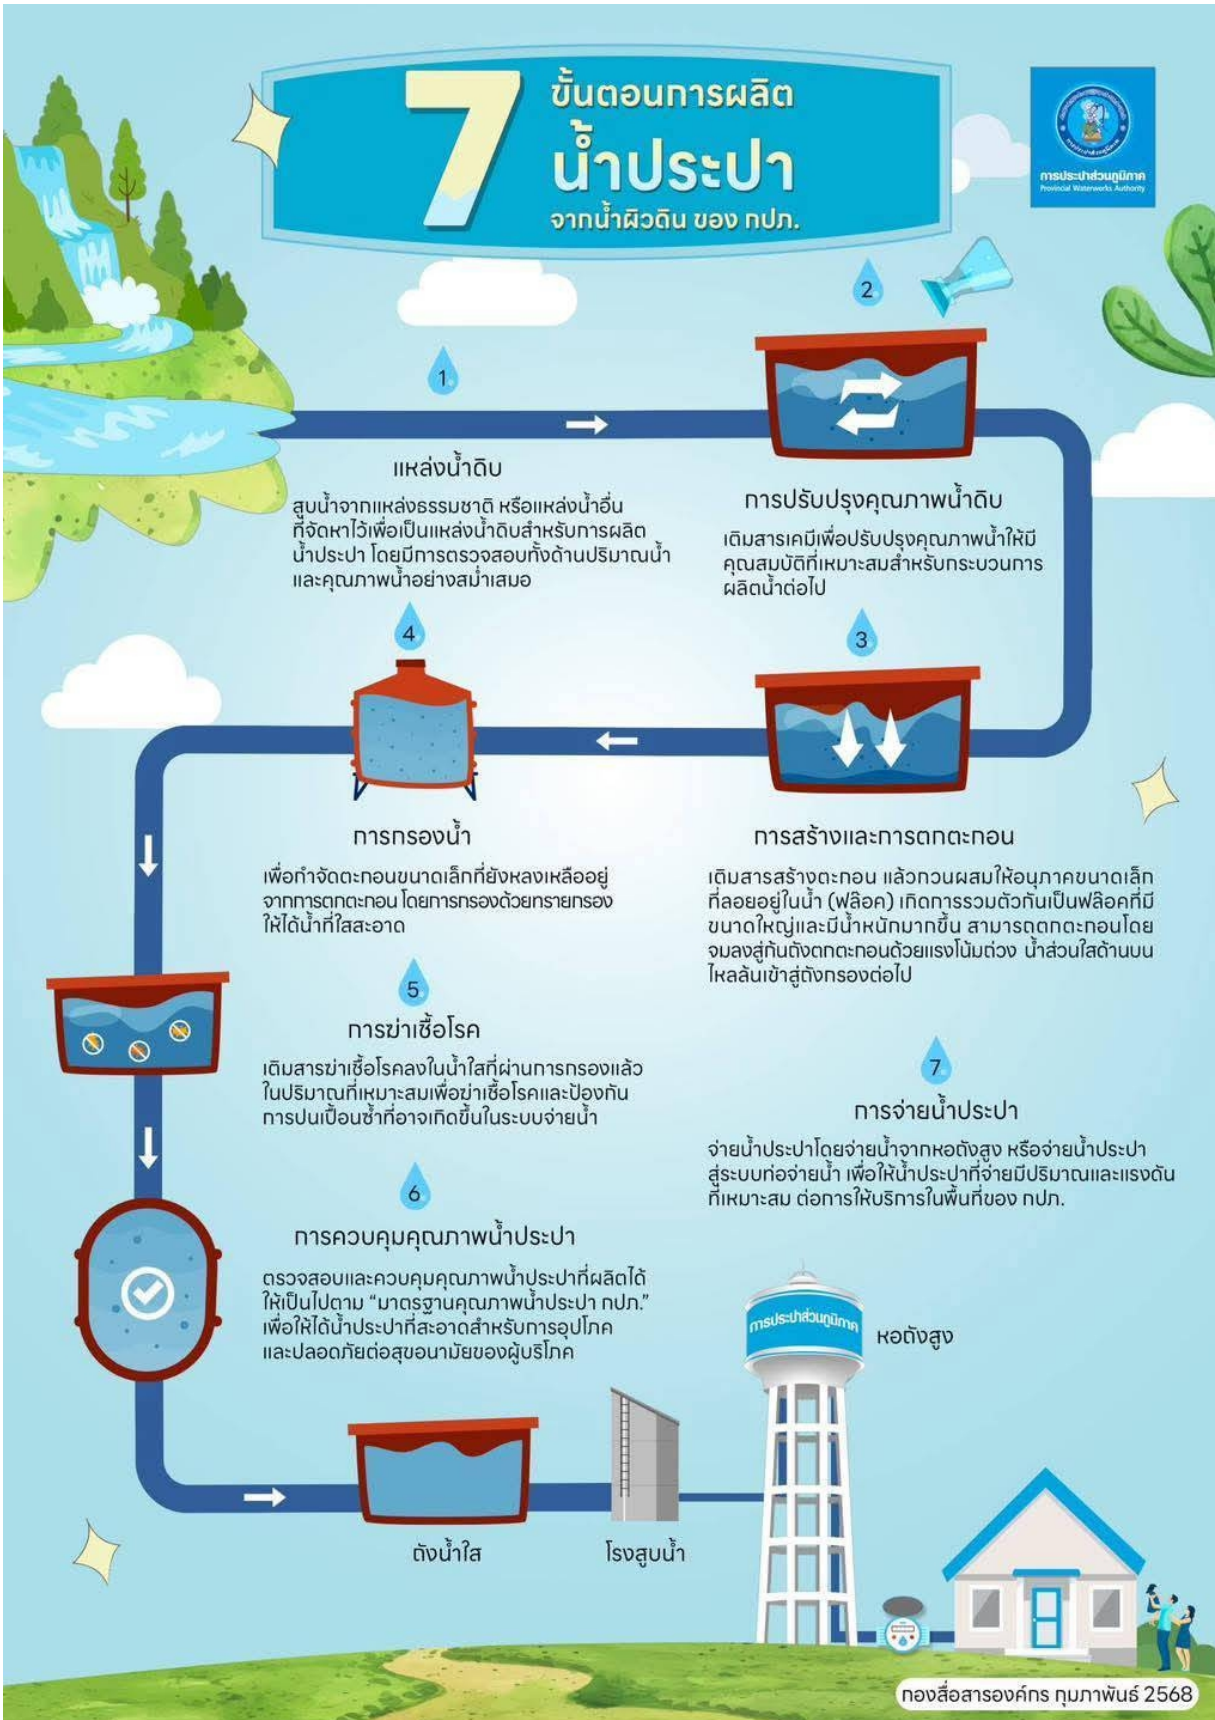 7
ขั้นตอนการผลิต
น้ำประปา
จากน้ำผิวดิน ของ กปภ.
การประปาส่วนภูมิภาค
Provincial Waterworks Authority
1.
แหล่งน้ำดิบ
สูบน้ำจากแหล่งธรรมชาติ หรือแหล่งน้ำอื่น
ที่จัดหาไว้เพื่อเป็นแหล่งน้ำดิบสำหรับการผลิต
น้ำประปา โดยมีการตรวจสอบทั้งด้านปริมาณน้ำ
และคุณภาพน้ำอย่างสม่ำเสมอ
2.
การปรับปรุงคุณภาพน้ำดิบ
เติมสารเคมีเพื่อปรับปรุงคุณภาพน้ำให้มี
คุณสมบัติที่เหมาะสมสำหรับกระบวนการ
ผลิตน้ำต่อไป
3.
การสร้างและการตกตะกอน
เติมสารสร้างตะกอน แล้วกวนผสมให้อนุภาคขนาดเล็ก
ที่ลอยอยู่ในน้ำ (ฟล๊อค) เกิดการรวมตัวกันเป็นฟล๊อคที่มี
ขนาดใหญ่และมีน้ำหนักมากขึ้น สามารถตกตะกอนโดย
จมลงสู่ก้นถังตกตะกอนด้วยแรงโน้มถ่วง น้ำส่วนใสด้านบน
ไหลล้นเข้าสู่ถังกรองต่อไป
4.
การกรองน้ำ
เพื่อกำจัดตะกอนขนาดเล็กที่ยังหลงเหลืออยู่
จากการตกตะกอน โดยการกรองด้วยทรายกรอง
ให้ได้น้ำที่ใสสะอาด
5.
การฆ่าเชื้อโรค
เติมสารฆ่าเชื้อโรคลงในน้ำใสที่ผ่านการกรองแล้ว
ในปริมาณที่เหมาะสมเพื่อฆ่าเชื้อโรคและป้องกัน
การปนเปื้อนซ้ำที่อาจเกิดขึ้นในระบบจ่ายน้ำ
6.
การควบคุมคุณภาพน้ำประปา
ตรวจสอบและควบคุมคุณภาพน้ำประปาที่ผลิตได้
ให้เป็นไปตาม “มาตรฐานคุณภาพน้ำประปา กปภ.”
เพื่อให้ได้น้ำประปาที่สะอาดสำหรับการอุปโภค
และปลอดภัยต่อสุขอนามัยของผู้บริโภค
7.
การจ่ายน้ำประปา
จ่ายน้ำประปาโดยจ่ายน้ำจากหอถังสูง หรือจ่ายน้ำประปา
สู่ระบบท่อจ่ายน้ำ เพื่อให้น้ำประปาที่จ่ายมีปริมาณและแรงดัน
ที่เหมาะสม ต่อการให้บริการในพื้นที่ของ กปภ.
การประปาส่วนภูมิภาค
หอถังสูง
ถังน้ำใส
โรงสูบน้ำ
กองสื่อสารองค์กร กุมภาพันธ์ 2568